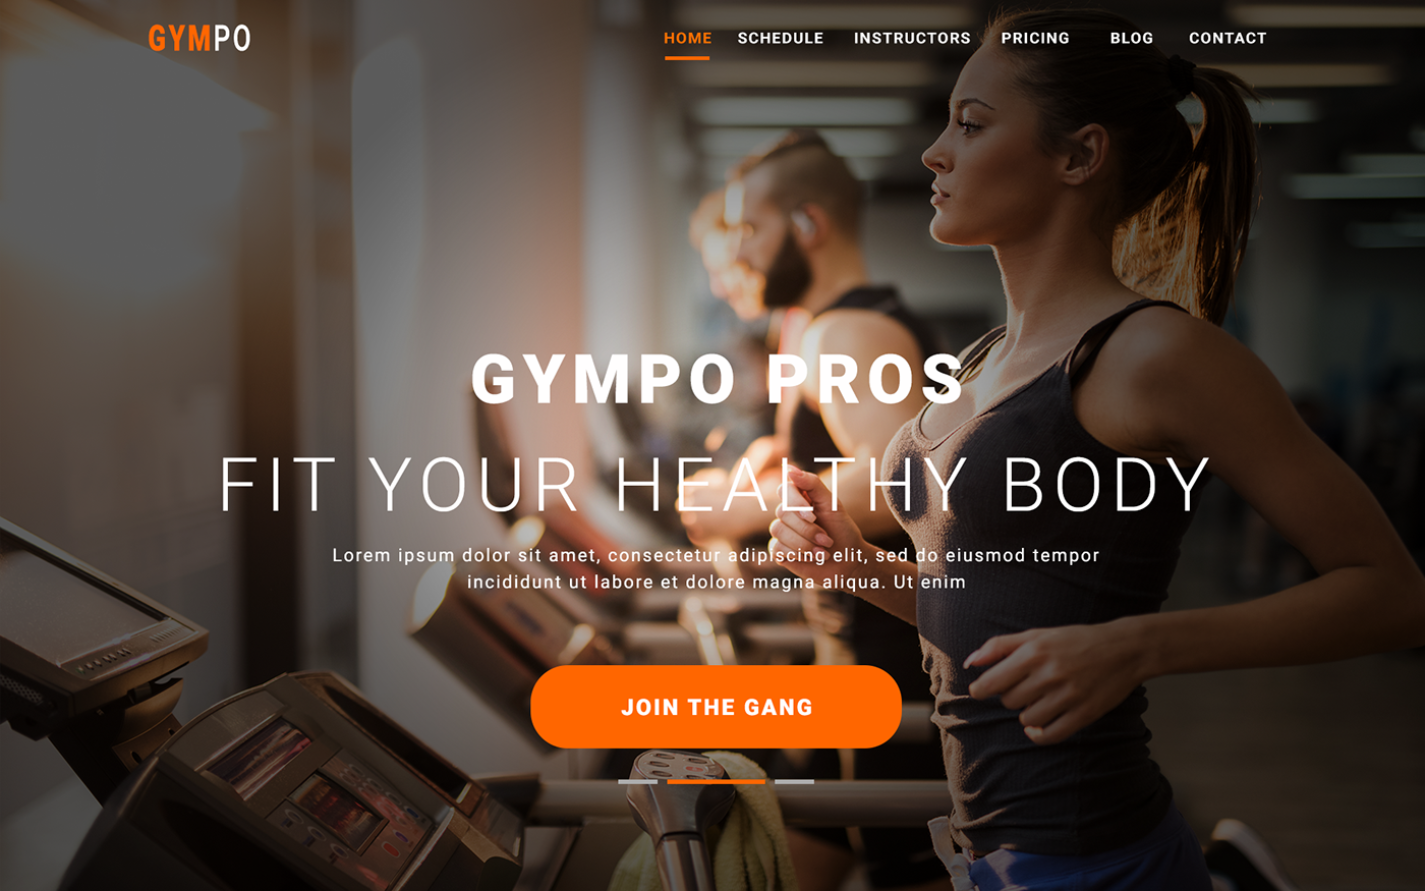 GYMPO
HOME SCHEDULE INSTRUCTORS PRICING BLOG CONTACT
GYMPO PROS
FIT YOUR HEALTHY BODY
Lorem ipsum dolor sit amet, consectetur adipiscing elit, sed do eiusmod tempor
incididunt ut labore et dolore magna aliqua. Ut enim
JOIN THE GANG